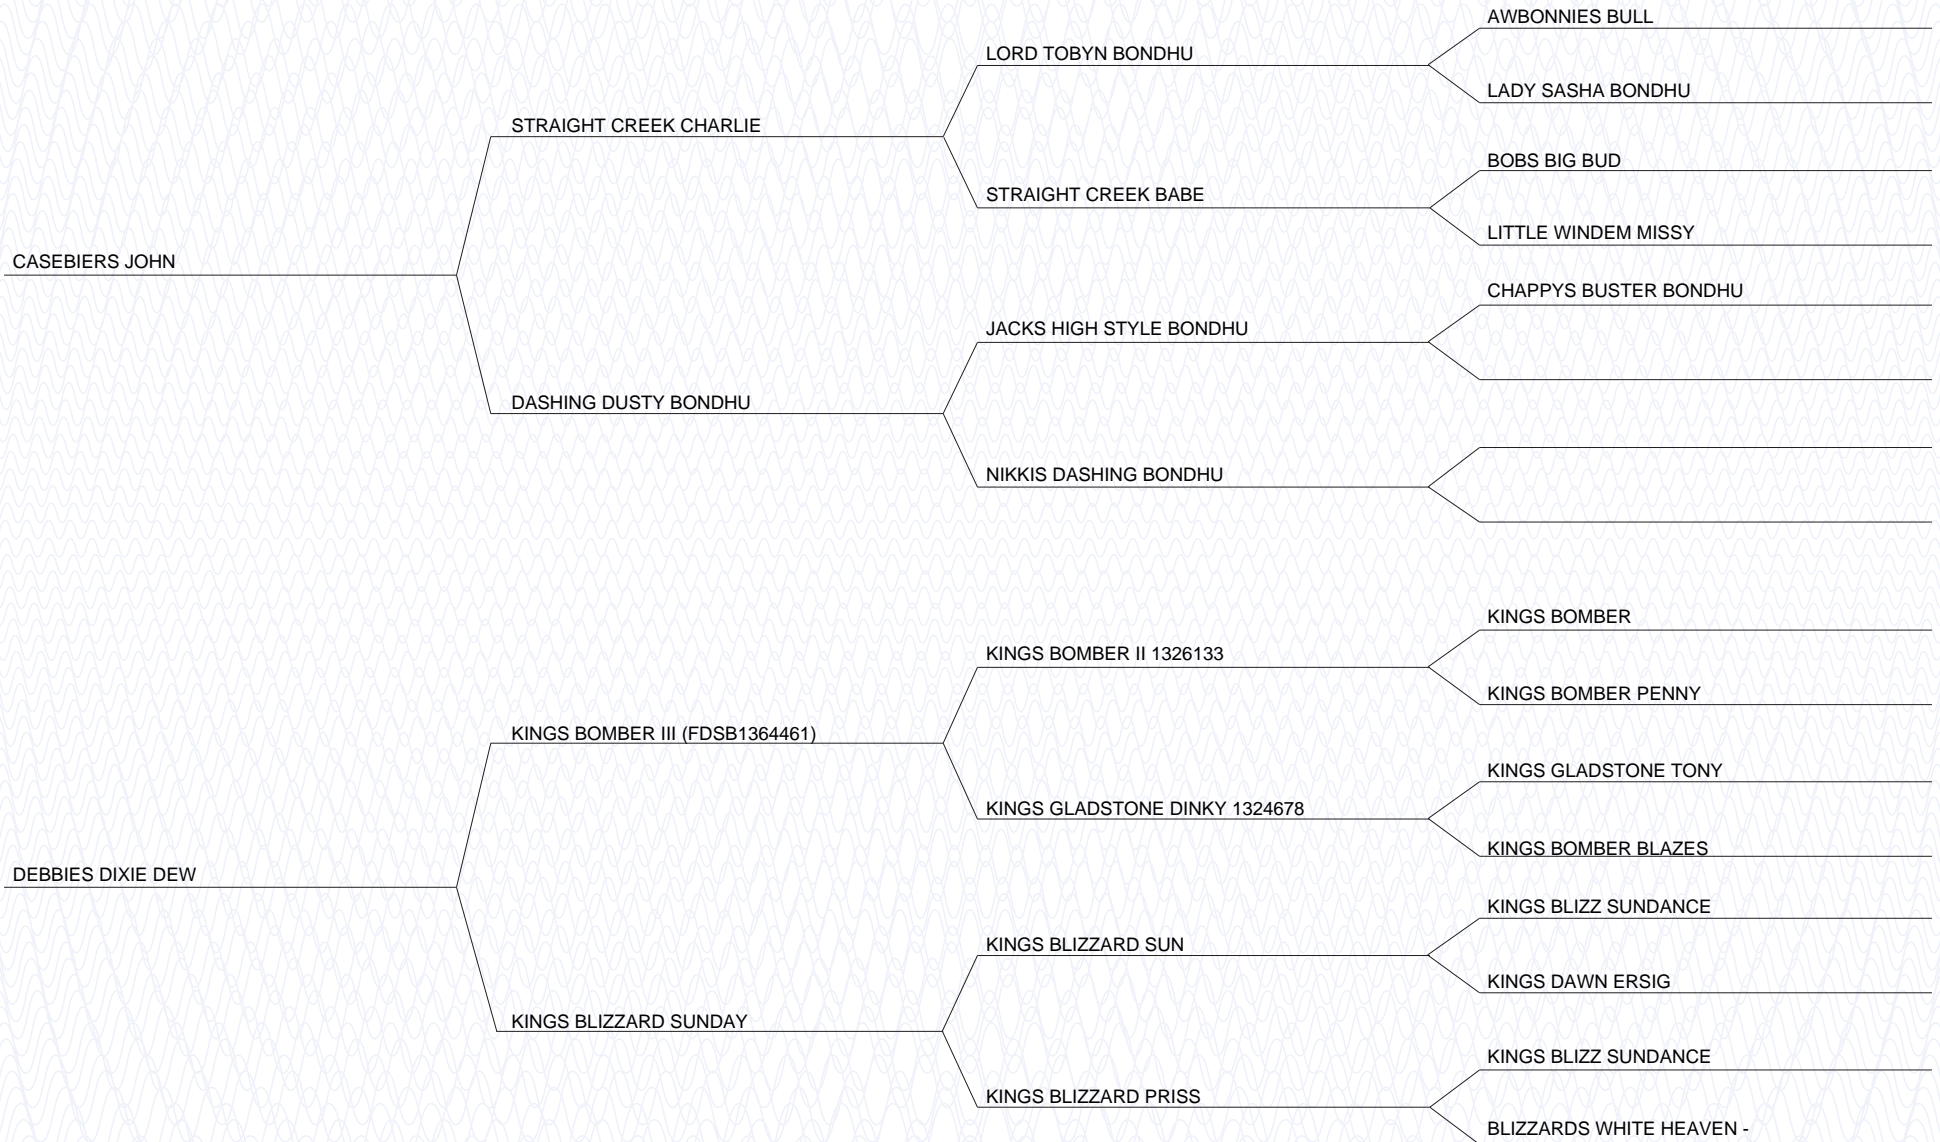 AWBONNIES BULL
LORD TOBYN BONDHU
LADY SASHA BONDHU
STRAIGHT CREEK CHARLIE
BOBS BIG BUD
STRAIGHT CREEK BABE
LITTLE WINDEM MISSY
CASEBIERS JOHN
CHAPPYS BUSTER BONDHU
JACKS HIGH STYLE BONDHU
DASHING DUSTY BONDHU
NIKKIS DASHING BONDHU
KINGS BOMBER
KINGS BOMBER II 1326133
KINGS BOMBER PENNY
KINGS BOMBER III (FDSB1364461)
KINGS GLADSTONE TONY
KINGS GLADSTONE DINKY 1324678
KINGS BOMBER BLAZES
DEBBIES DIXIE DEW
KINGS BLIZZ SUNDANCE
KINGS BLIZZARD SUN
KINGS DAWN ERSIG
KINGS BLIZZARD SUNDAY
KINGS BLIZZ SUNDANCE
KINGS BLIZZARD PRISS
BLIZZARDS WHITE HEAVEN -